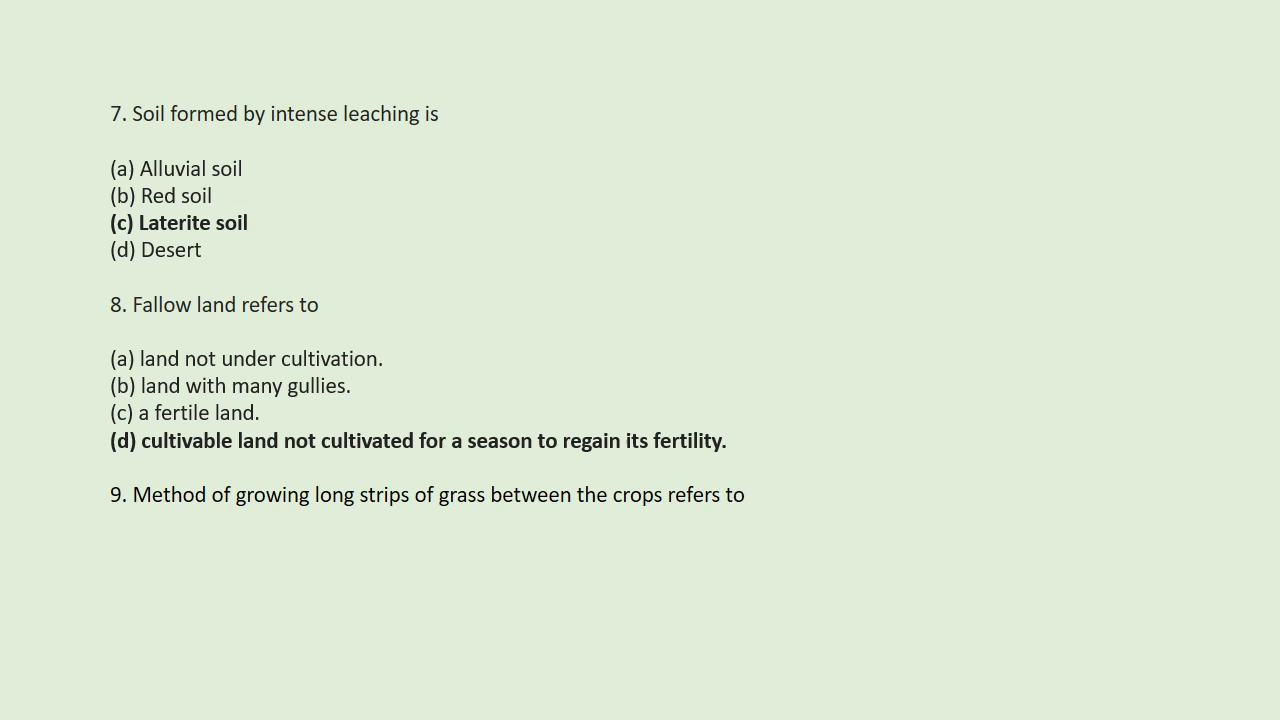 7. Soil formed by intense leaching is
(a) Alluvial soil
(b) Red soil
(c) Laterite soil
(d) Desert
8. Fallow land refers to
(a) land not under cultivation.
(b) land with many gullies.
(c) a fertile land.
(d) cultivable land not cultivated for a season to regain its fertility.
9. Method of growing long strips of grass between the crops refers to